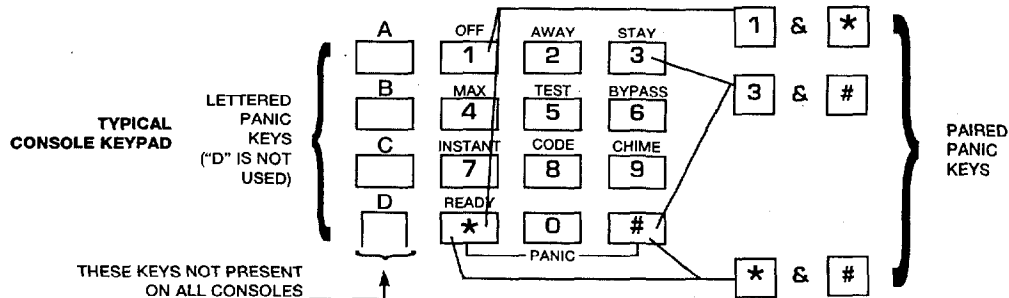 TYPICAL
CONSOLE KEYPAD
LETTERED
PANIC
KEYS
("D" IS NOT
USED)
A
OFF
1
AWAY
2
STAY
3
B
MAX
4
TEST
5
BYPASS
6
C
INSTANT
7
CODE
8
CHIME
9
D
READY
*
0
#
PANIC
THESE KEYS NOT PRESENT
ON ALL CONSOLES
1 & *
3 & #
* & #
PAIRED
PANIC
KEYS